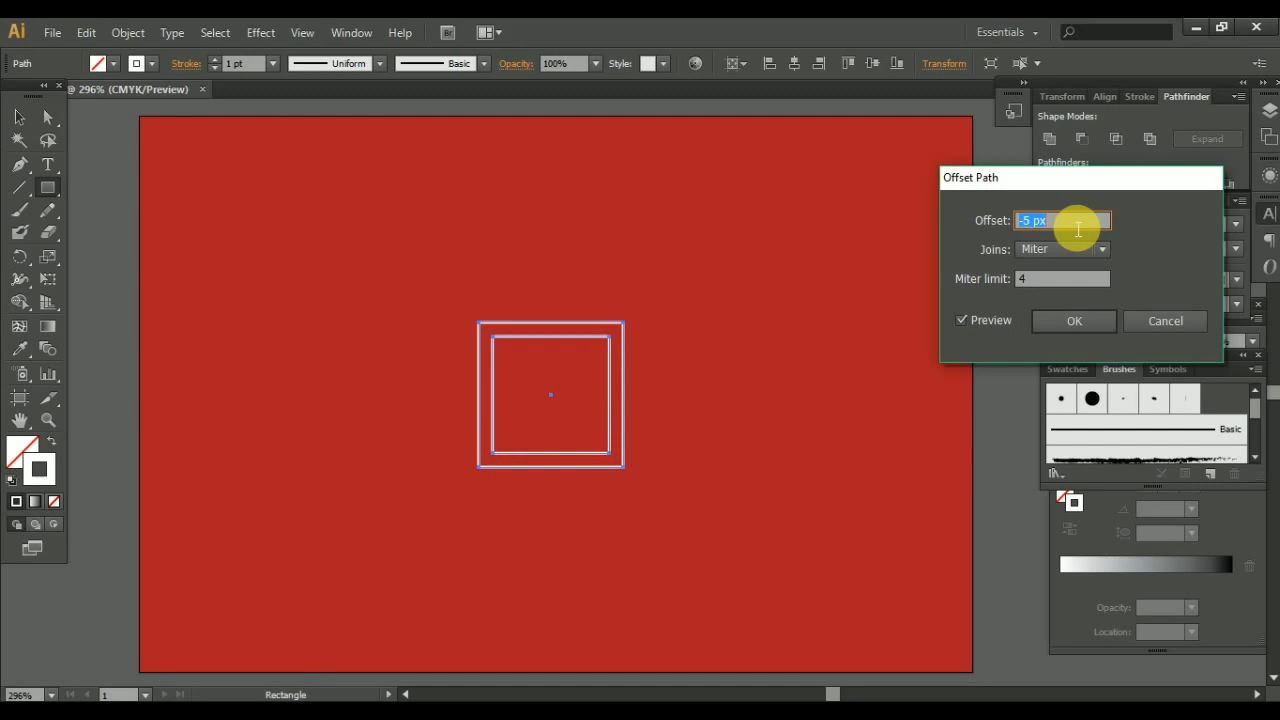 Ai File Edit Object Type Select Effect View Window Help Br Essentials
Path Stroke: 1 pt Uniform Basic Opacity: 100% Style: Transform
@ 296% (CMYK/Preview) ×
Transform Align Stroke Pathfinder
Shape Modes:
Expand
Pathfinders:
Offset Path
Offset: -5 px
Joins: Miter
Miter limit: 4
Preview OK Cancel
Swatches Brushes Symbols
Basic
Opacity:
Location:
296% 1 Rectangle